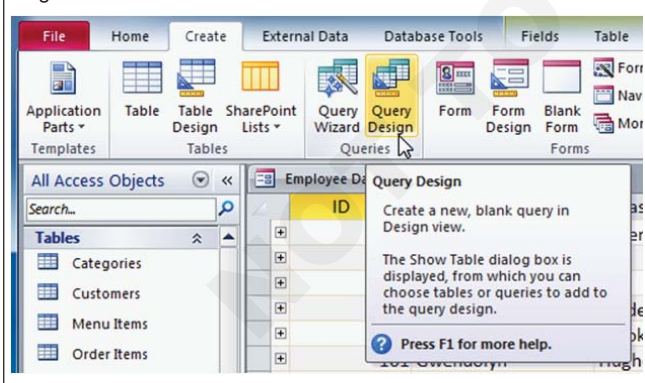 File Home Create External Data Database Tools Fields Table
Application Parts Table Table Design SharePoint Lists Query Wizard Query Design Form Form Design Blank Form
Templates Tables Queries Forms
All Access Objects
Search...
Tables
Categories
Customers
Menu Items
Order Items
ID
Query Design
Create a new, blank query in
Design view.
The Show Table dialog box is
displayed, from which you can
choose tables or queries to add to
the query design.
Press F1 for more help.